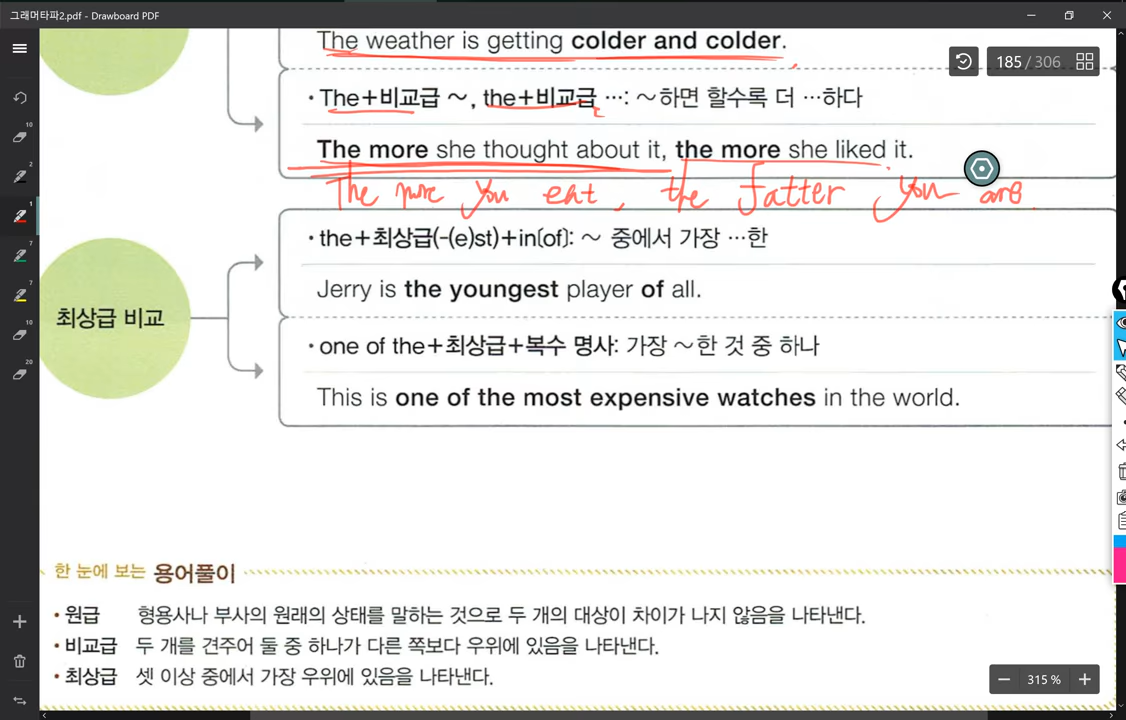 그래머타파2.pdf - Drawboard PDF
The weather is getting colder and colder.
185 / 306
· The+비교급 ~, the+비교급 …: ~하면 할수록 더 …하다
The more she thought about it, the more she liked it.
The more you eat, the fatter you are.
· the+최상급(-(e)st)+in(of): ~ 중에서 가장 …한
Jerry is the youngest player of all.
최상급 비교
· one of the+최상급+복수 명사: 가장 ~한 것 중 하나
This is one of the most expensive watches in the world.
한 눈에 보는 용어풀이
· 원급 형용사나 부사의 원래의 상태를 말하는 것으로 두 개의 대상이 차이가 나지 않음을 나타낸다.
· 비교급 두 개를 견주어 둘 중 하나가 다른 쪽보다 우위에 있음을 나타낸다.
· 최상급 셋 이상 중에서 가장 우위에 있음을 나타낸다.
315 %
10
2
1
7
7
10
20